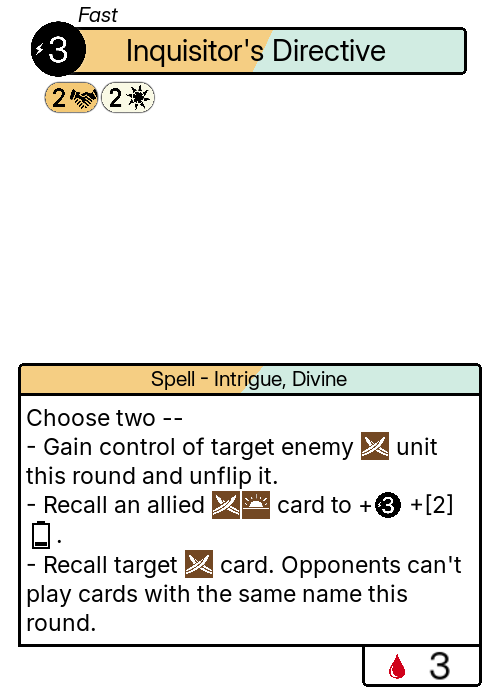 Fast
3 Inquisitor's Directive
2 2
Spell - Intrigue, Divine
Choose two --
- Gain control of target enemy unit
this round and unflip it.
- Recall an allied card to +3 +[2]
.
- Recall target card. Opponents can't
play cards with the same name this
round.
3